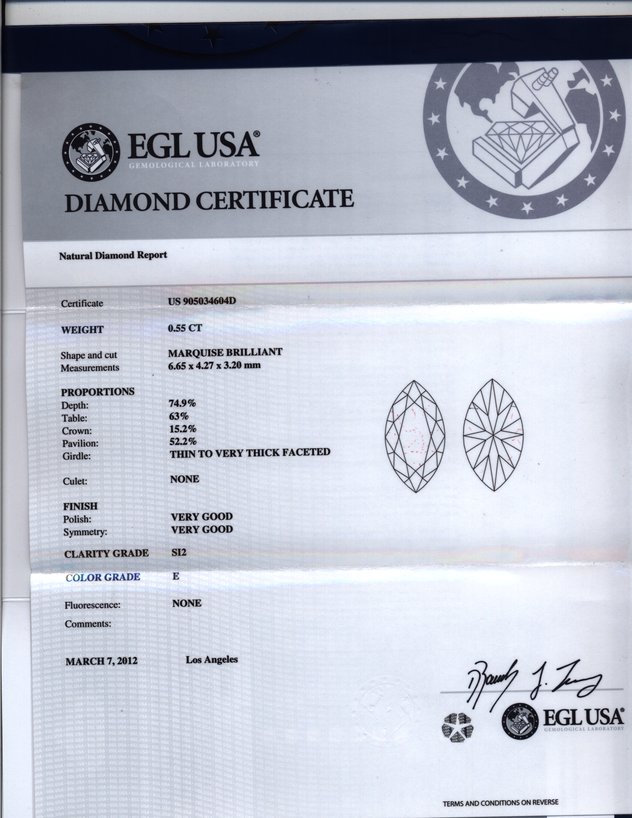 EGL USA®
GEMOLOGICAL LABORATORY
DIAMOND CERTIFICATE
Natural Diamond Report
Certificate US 905034604D
WEIGHT 0.55 CT
Shape and cut MARQUISE BRILLIANT
Measurements 6.65 x 4.27 x 3.20 mm
PROPORTIONS
Depth: 74.9%
Table: 63%
Crown: 15.2%
Pavilion: 52.2%
Girdle: THIN TO VERY THICK FACETED
Culet: NONE
FINISH
Polish: VERY GOOD
Symmetry: VERY GOOD
CLARITY GRADE SI2
COLOR GRADE E
Fluorescence: NONE
Comments:
MARCH 7, 2012 Los Angeles
EGL USA
GEMOLOGICAL LABORATORY
TERMS AND CONDITIONS ON REVERSE